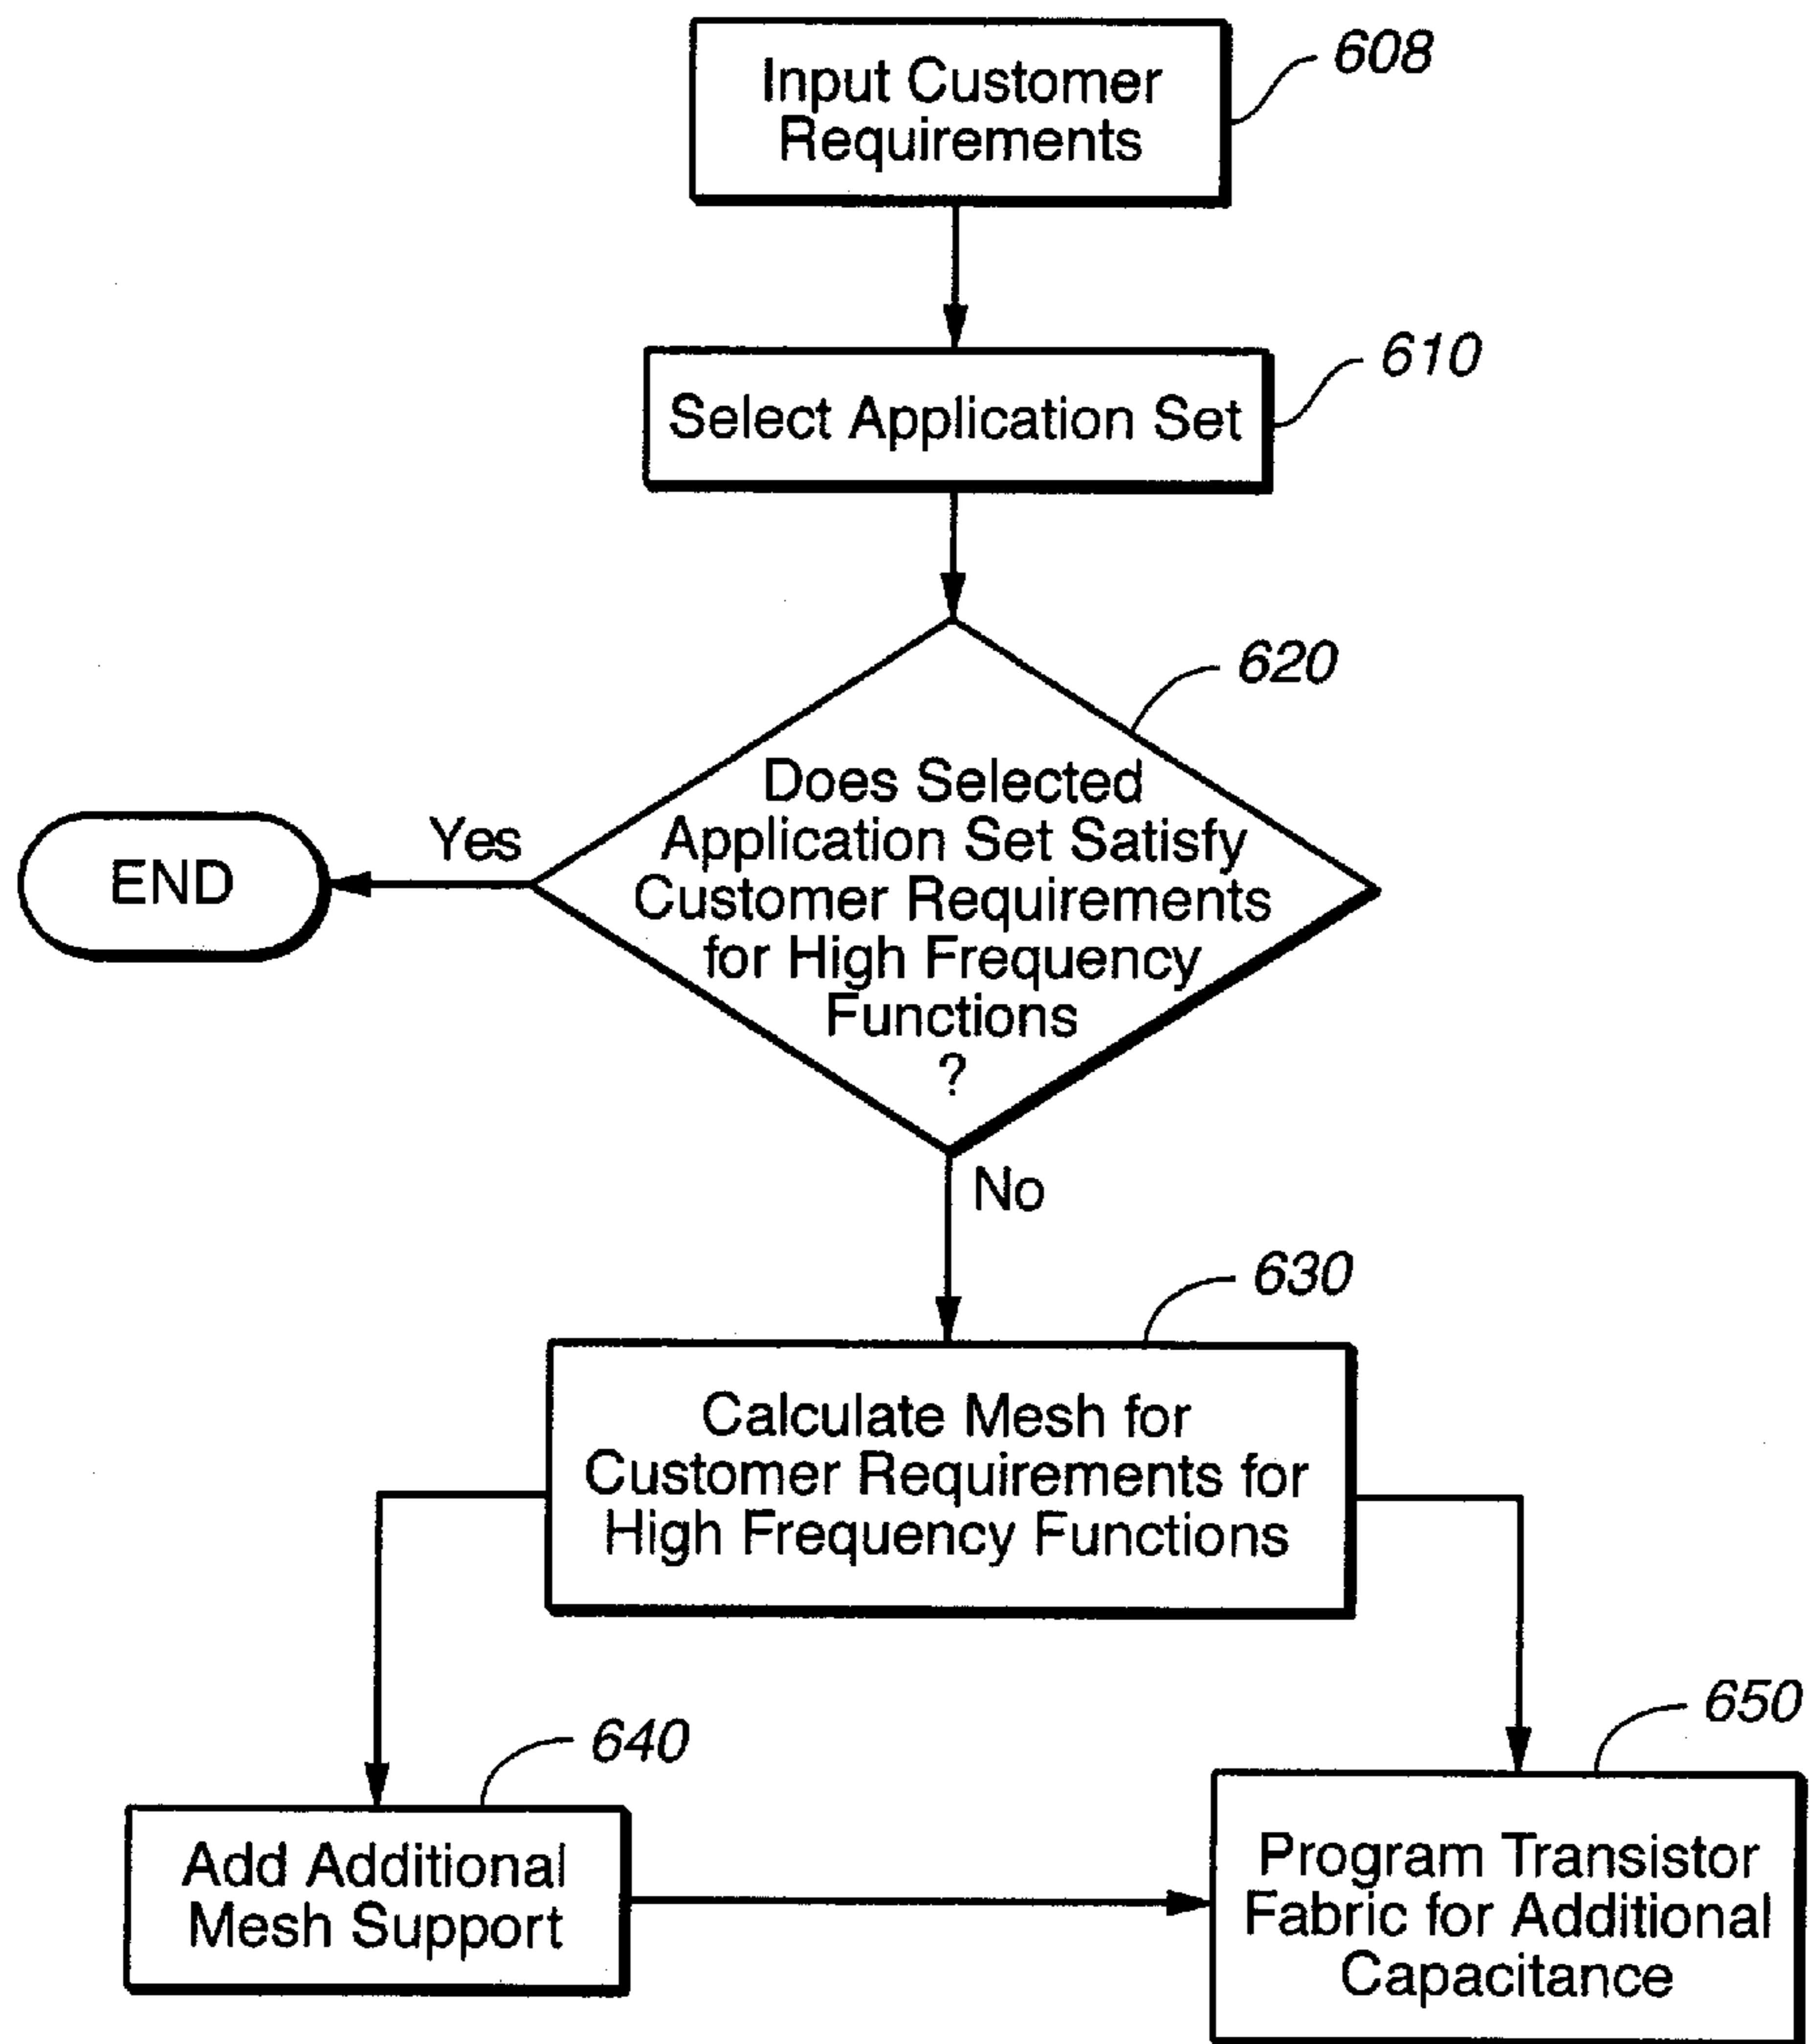 Input Customer
Requirements
608
Select Application Set
610
620
Does Selected
Application Set Satisfy
Customer Requirements
for High Frequency
Functions
?
Yes
END
No
630
Calculate Mesh for
Customer Requirements for
High Frequency Functions
640
Add Additional
Mesh Support
650
Program Transistor
Fabric for Additional
Capacitance